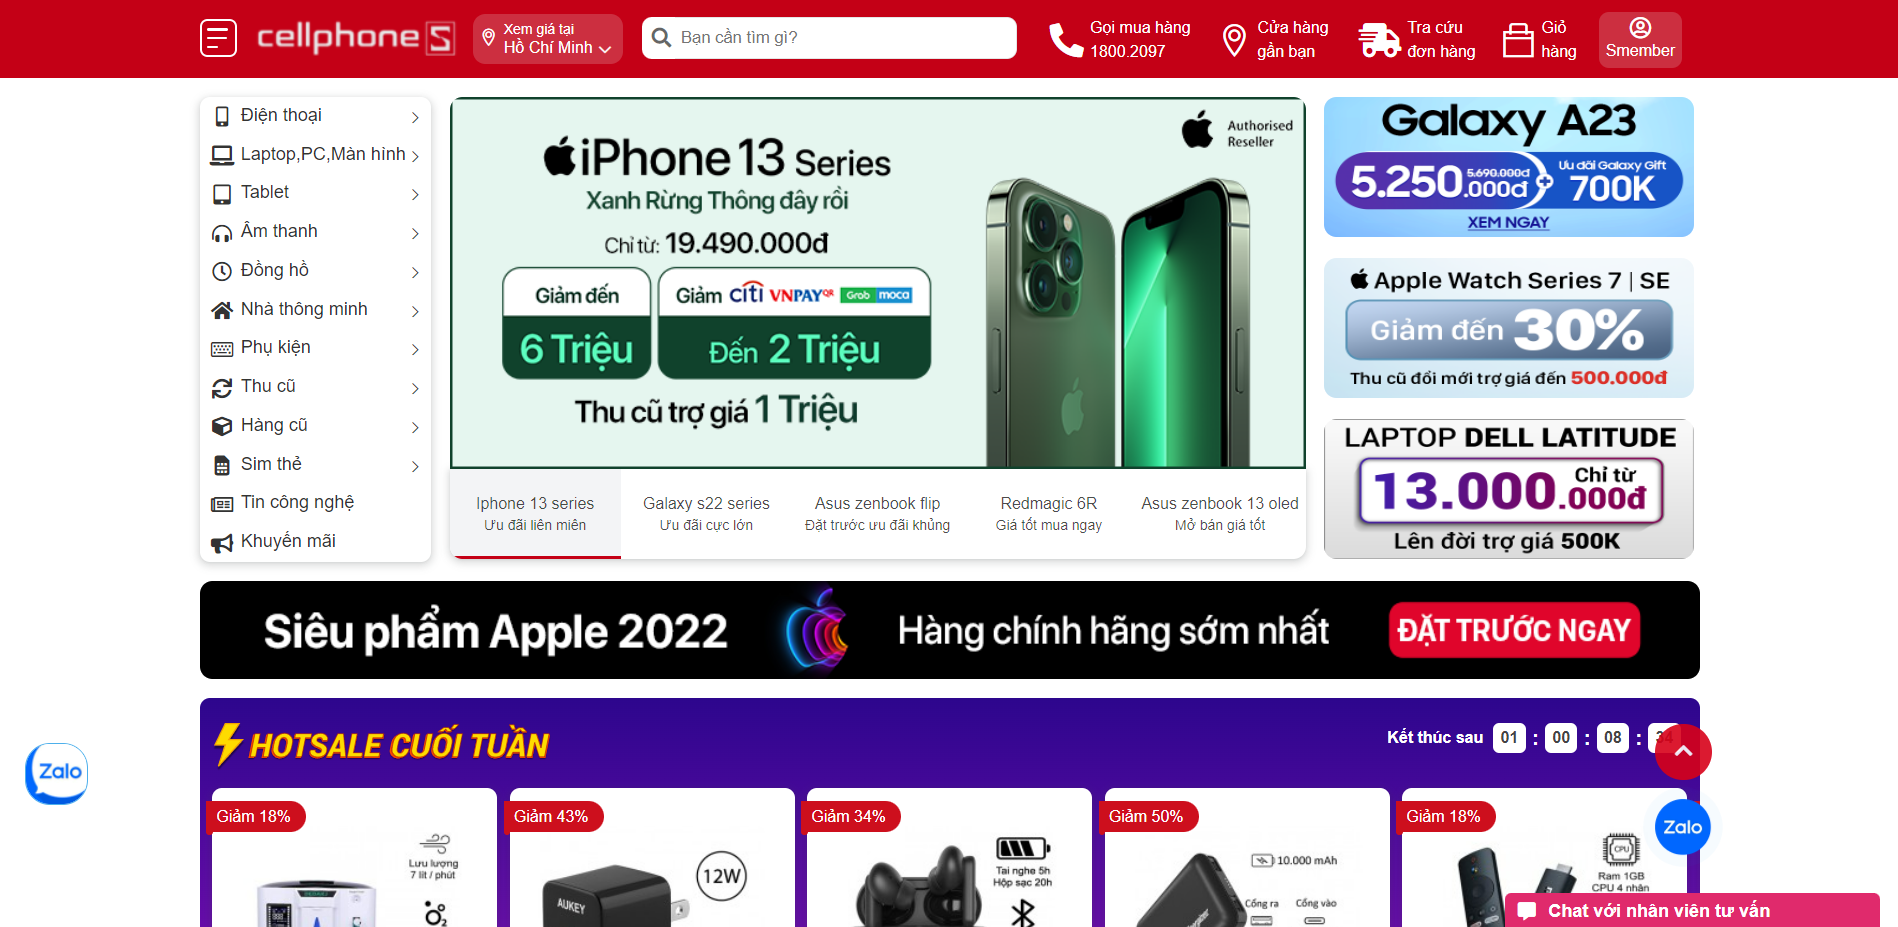 cellphoneS
Xem giá tại
Hồ Chí Minh
Bạn cần tìm gì?
Gọi mua hàng
1800.2097
Cửa hàng
gần bạn
Tra cứu
đơn hàng
Giỏ
hàng
Smember
Điện thoại
Laptop,PC,Màn hình
Tablet
Âm thanh
Đồng hồ
Nhà thông minh
Phụ kiện
Thu cũ
Hàng cũ
Sim thẻ
Tin công nghệ
Khuyến mãi
Authorised
Reseller
iPhone 13 Series
Xanh Rừng Thông đây rồi
Chỉ từ: 19.490.000đ
Giảm đến
6 Triệu
Giảm citi VNPAYQR Grab moca
Đến 2 Triệu
Thu cũ trợ giá 1 Triệu
Iphone 13 series
Ưu đãi liên miên
Galaxy s22 series
Ưu đãi cực lớn
Asus zenbook flip
Đặt trước ưu đãi khủng
Redmagic 6R
Giá tốt mua ngay
Asus zenbook 13 oled
Mở bán giá tốt
Galaxy A23
5.250.000đ 5.690.000đ
+
Ưu đãi Galaxy Gift
700K
XEM NGAY
Apple Watch Series 7 | SE
Giảm đến 30%
Thu cũ đổi mới trợ giá đến 500.000đ
LAPTOP DELL LATITUDE
Chỉ từ
13.000.000đ
Lên đời trợ giá 500K
Siêu phẩm Apple 2022
Hàng chính hãng sớm nhất
ĐẶT TRƯỚC NGAY
HOTSALE CUỐI TUẦN
Kết thúc sau 01 : 00 : 08 : 34
Zalo
Giảm 18%
Lưu lượng
7 lít / phút
O2
Giảm 43%
12W
AUKEY
Giảm 34%
Tai nghe 5h
Hộp sạc 20h
Giảm 50%
10.000 mAh
Cổng ra
Cổng vào
Giảm 18%
CPU
Ram 1GB
CPU 4 nhân
Zalo
Chat với nhân viên tư vấn